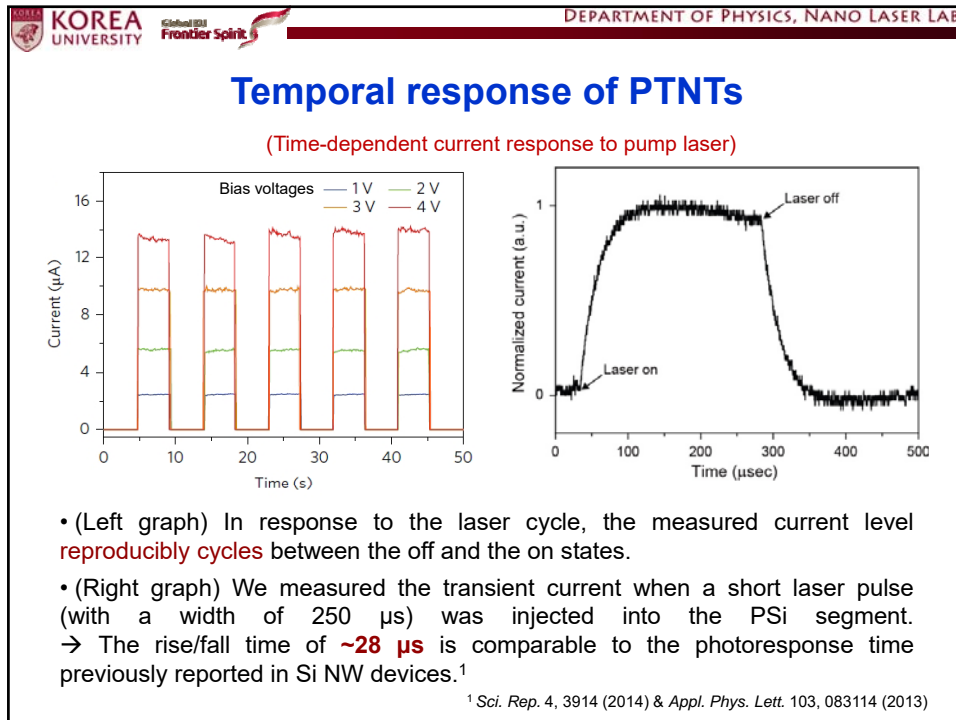 KOREA
UNIVERSITY
Global KU
Frontier Spirit
DEPARTMENT OF PHYSICS, NANO LASER LAB
Temporal response of PTNTs
(Time-dependent current response to pump laser)
Bias voltages — 1 V — 2 V
— 3 V — 4 V
16
12
8
4
0
Current (μA)
0 10 20 30 40 50
Time (s)
1
0
Normalized current (a.u.)
Laser off
Laser on
0 100 200 300 400 500
Time (μsec)
• (Left graph) In response to the laser cycle, the measured current level
reproducibly cycles between the off and the on states.
• (Right graph) We measured the transient current when a short laser pulse
(with a width of 250 μs) was injected into the PSi segment.
→ The rise/fall time of ~28 μs is comparable to the photoresponse time
previously reported in Si NW devices.¹
¹ Sci. Rep. 4, 3914 (2014) & Appl. Phys. Lett. 103, 083114 (2013)